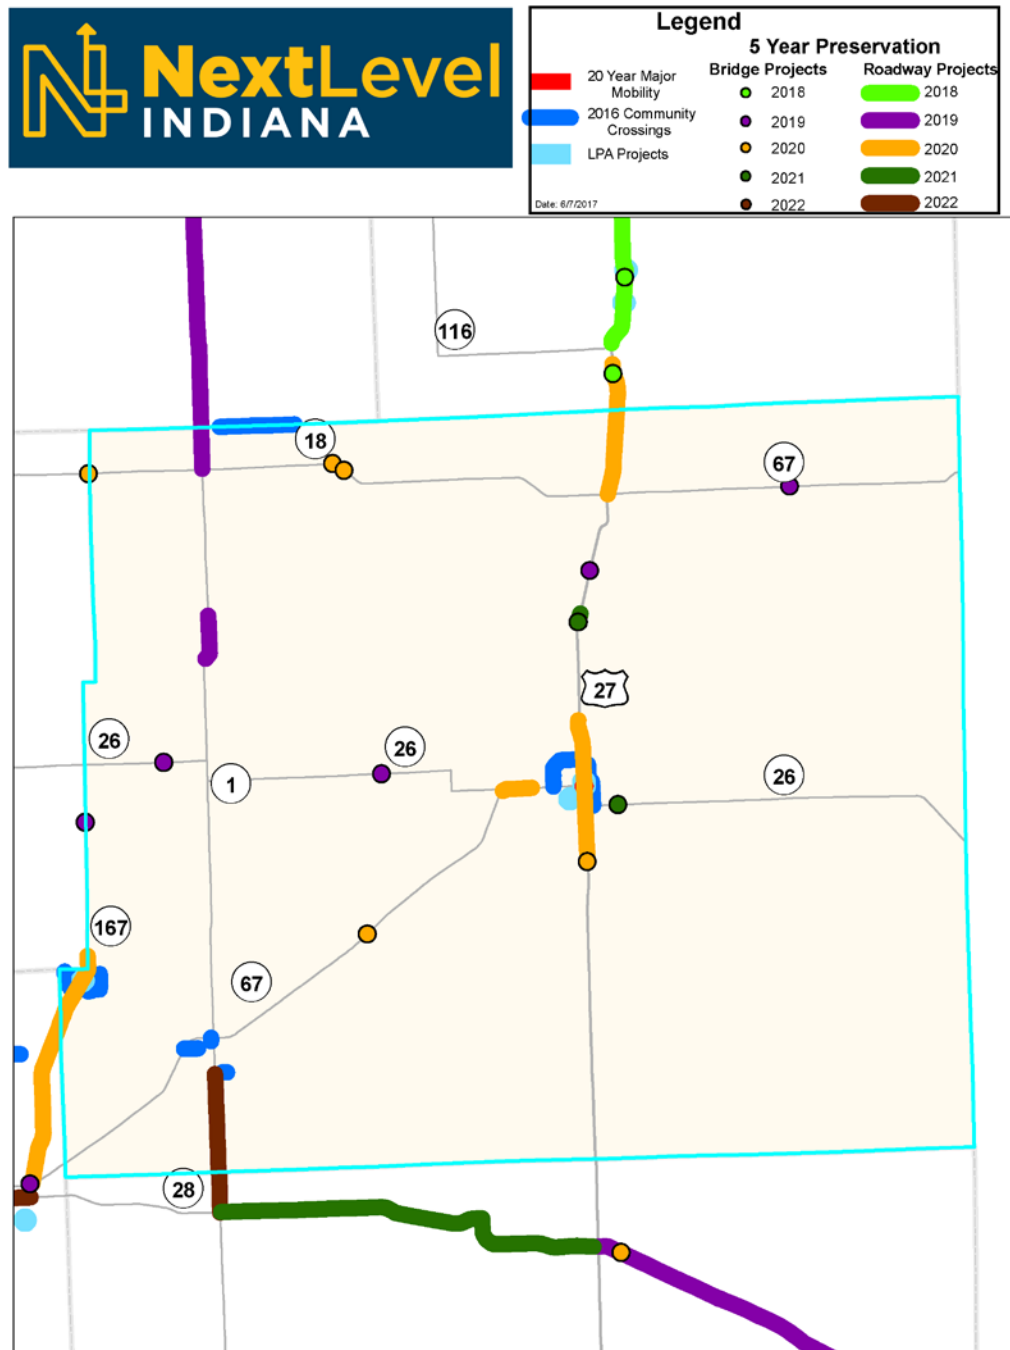 NextLevel
INDIANA
Legend
5 Year Preservation
20 Year Major
Mobility
2016 Community
Crossings
LPA Projects
Bridge Projects
2018
2019
2020
2021
2022
Roadway Projects
2018
2019
2020
2021
2022
Date: 6/7/2017
116
18
67
27
26
26
1
26
167
67
28